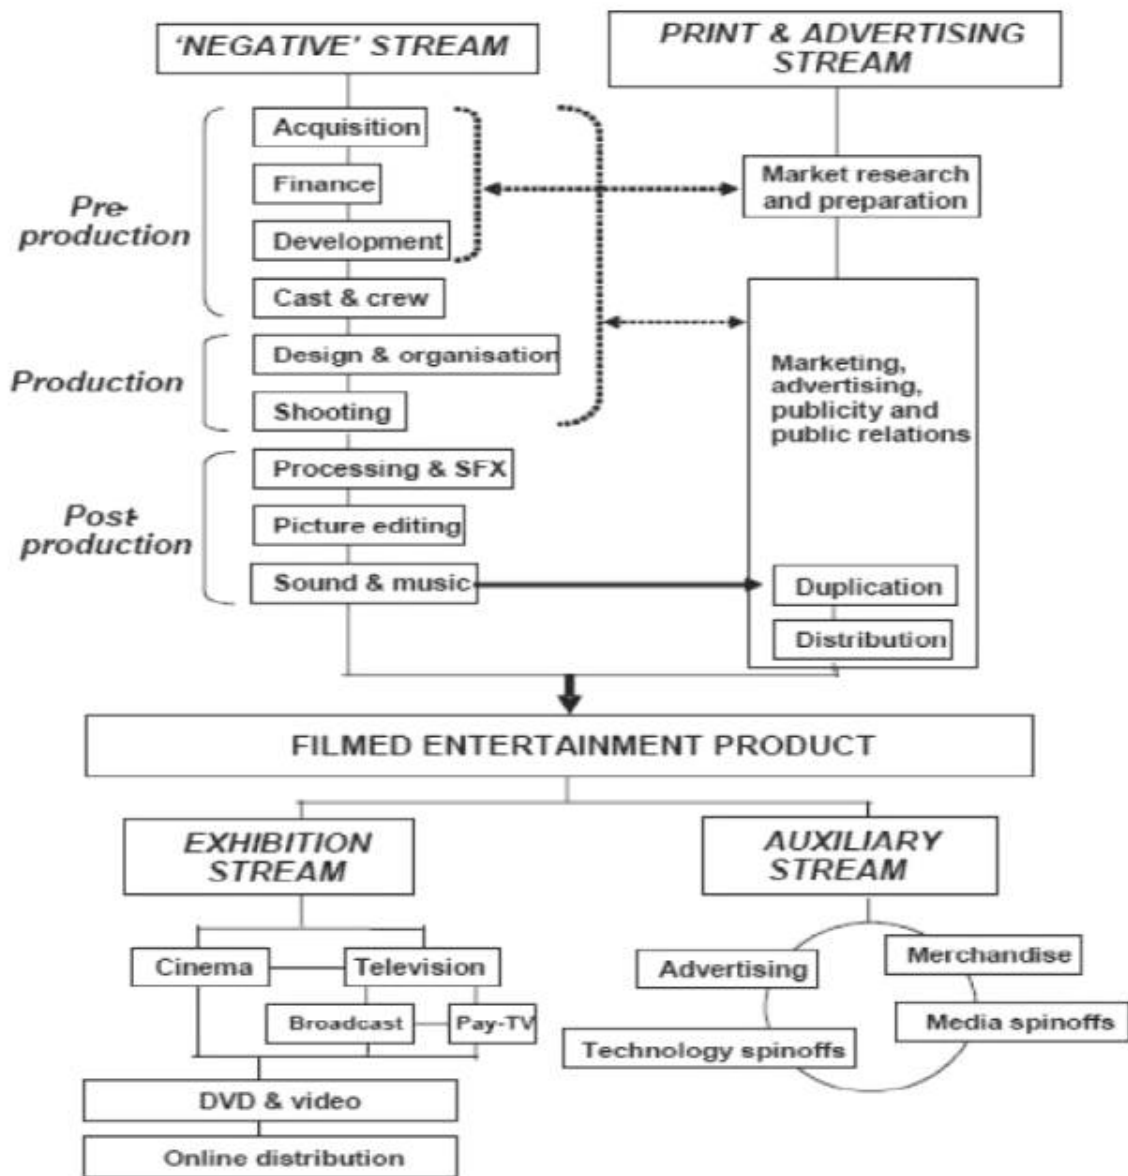 ‘NEGATIVE’ STREAM
PRINT & ADVERTISING
STREAM
Pre-
production
Acquisition
Finance
Development
Cast & crew
Production
Design & organisation
Shooting
Post-
production
Processing & SFX
Picture editing
Sound & music
Market research
and preparation
Marketing,
advertising,
publicity and
public relations
Duplication
Distribution
FILMED ENTERTAINMENT PRODUCT
EXHIBITION
STREAM
Cinema
Television
Broadcast
Pay-TV
DVD & video
Online distribution
AUXILIARY
STREAM
Advertising
Merchandise
Media spinoffs
Technology spinoffs